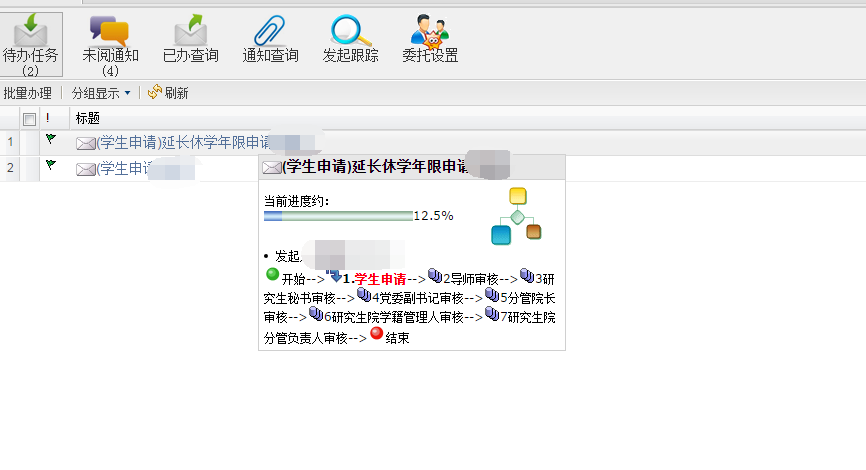 待办任务 未阅通知 已办查询 通知查询 发起跟踪 委托设置
(2) (4)
批量办理 分组显示 刷新
! 标题
1 (学生申请)延长休学年限申请
2 (学生申
(学生申请)延长休学年限申请
当前进度约:
12.5%
• 发起
开始-->1.学生申请-->2导师审核-->3研
究生秘书审核-->4党委副书记审核-->5分管院长
审核-->6研究生院学籍管理人审核-->7研究生院
分管负责人审核-->结束